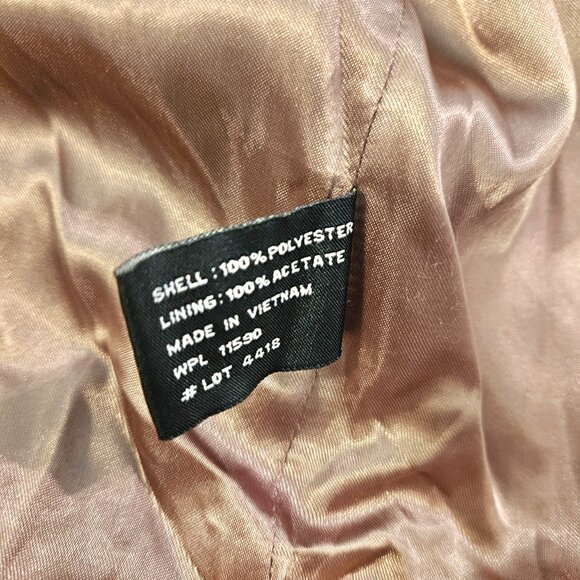 SHELL : 100% POLYESTER
LINING: 100% ACETATE
MADE IN VIETNAM
WPL 11590
# LOT 4418